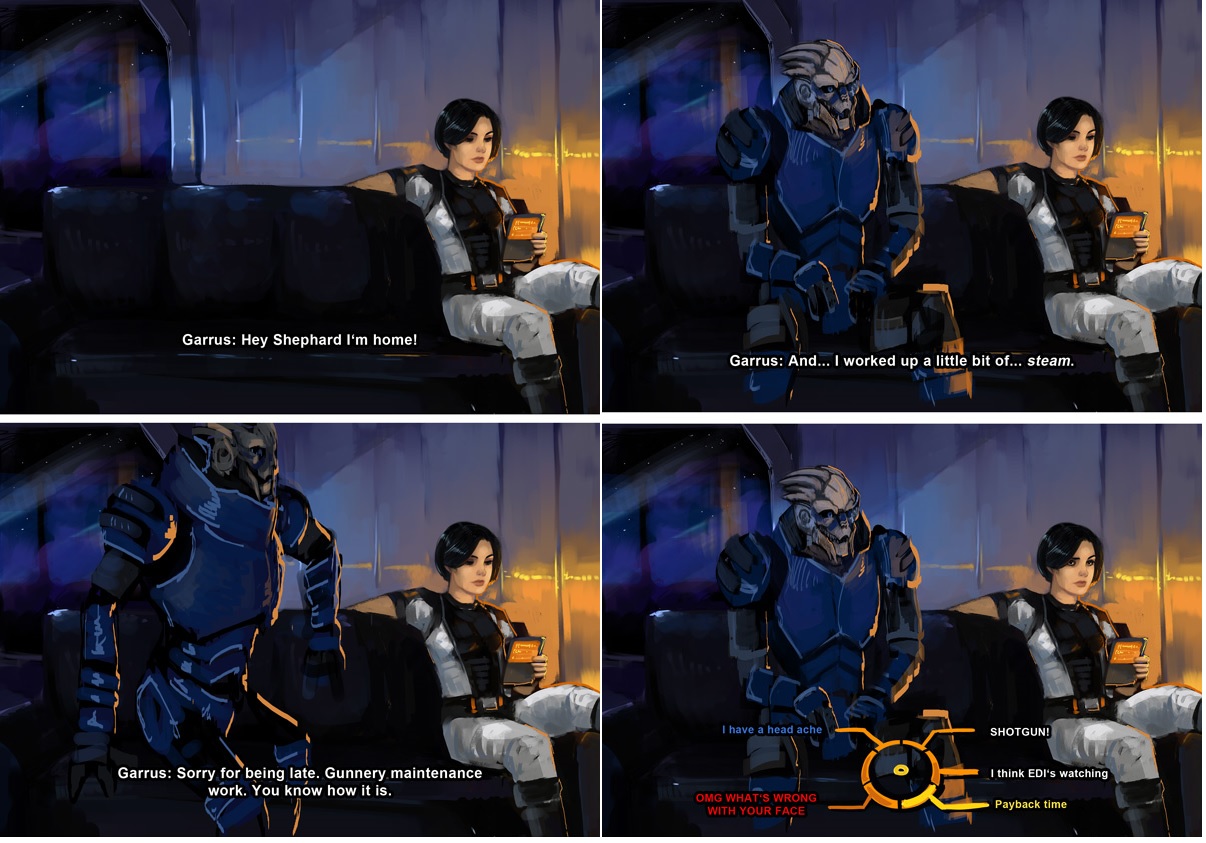 Garrus: Hey Shephard I‘m home!
Garrus: Sorry for being late. Gunnery maintenance
work. You know how it is.
Garrus: And... I worked up a little bit of... steam.
I have a head ache
SHOTGUN!
I think EDI‘s watching
OMG WHAT‘S WRONG
WITH YOUR FACE
Payback time